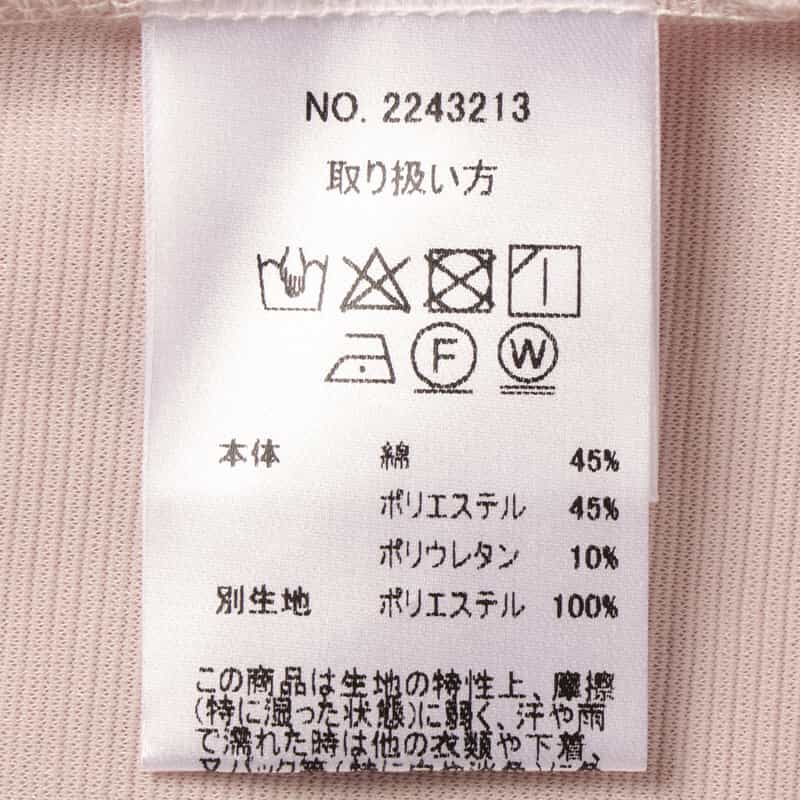 NO. 2243213
取り扱い方
F W
本体 綿 45%
ポリエステル 45%
ポリウレタン 10%
別生地 ポリエステル 100%
この商品は生地の特性上、摩擦
(特に湿った状態)に弱く、汗や雨
で濡れた時は他の衣類や下着、